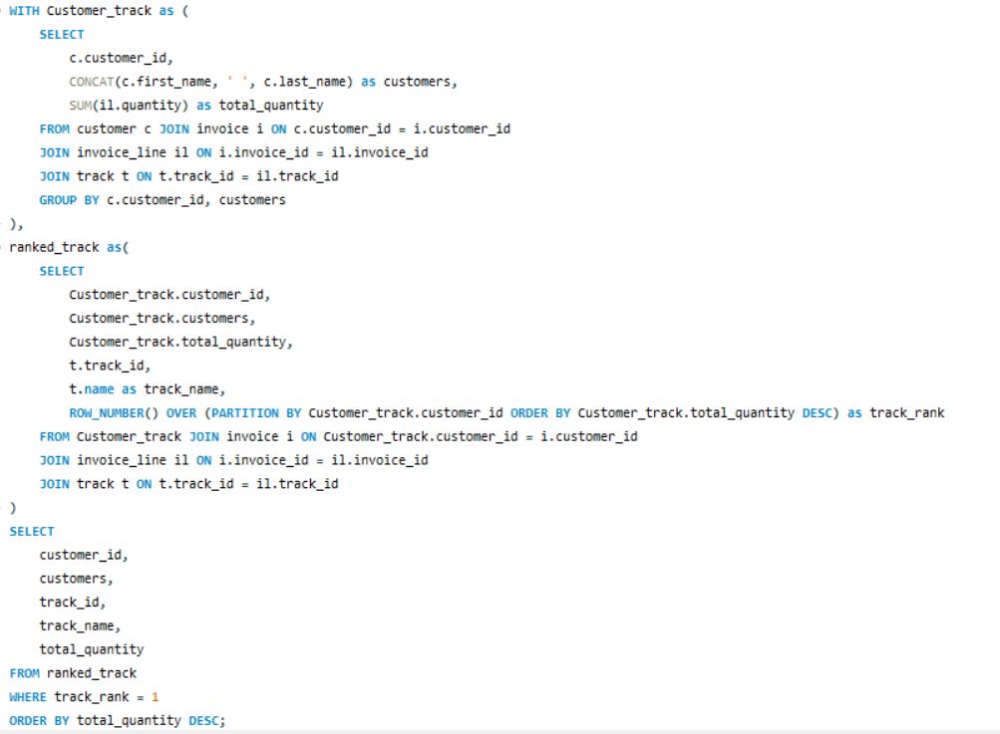 WITH Customer_track as (
SELECT
c.customer_id,
CONCAT(c.first_name, ' ', c.last_name) as customers,
SUM(il.quantity) as total_quantity
FROM customer c JOIN invoice i ON c.customer_id = i.customer_id
JOIN invoice_line il ON i.invoice_id = il.invoice_id
JOIN track t ON t.track_id = il.track_id
GROUP BY c.customer_id, customers
),
ranked_track as(
SELECT
Customer_track.customer_id,
Customer_track.customers,
Customer_track.total_quantity,
t.track_id,
t.name as track_name,
ROW_NUMBER() OVER (PARTITION BY Customer_track.customer_id ORDER BY Customer_track.total_quantity DESC) as track_rank
FROM Customer_track JOIN invoice i ON Customer_track.customer_id = i.customer_id
JOIN invoice_line il ON i.invoice_id = il.invoice_id
JOIN track t ON t.track_id = il.track_id
)
SELECT
customer_id,
customers,
track_id,
track_name,
total_quantity
FROM ranked_track
WHERE track_rank = 1
ORDER BY total_quantity DESC;